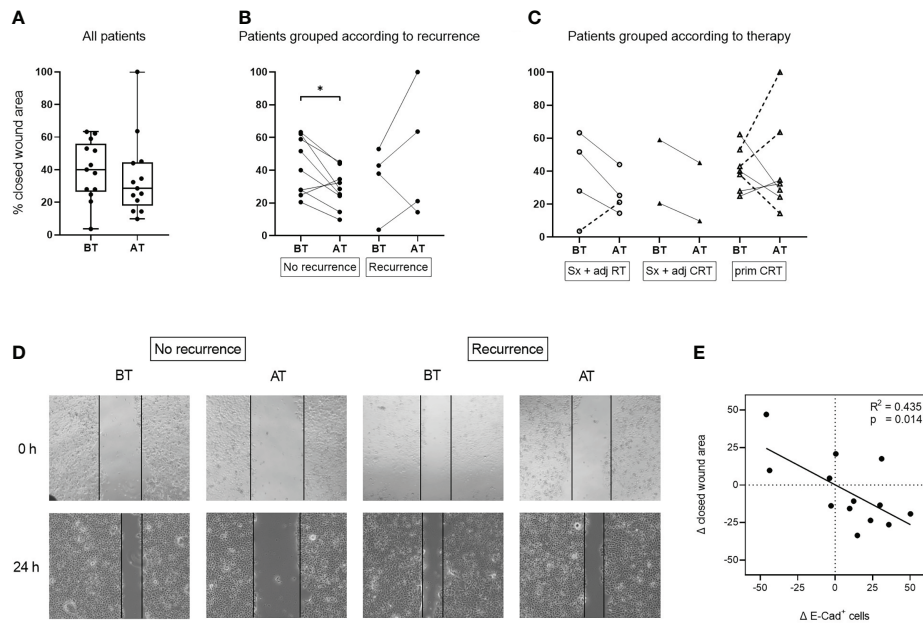 A
All patients
% closed wound area
100
80
60
40
20
0
BT
AT
B
Patients grouped according to recurrence
100
80
60
40
20
0
*
BT
AT
BT
AT
No recurrence
Recurrence
C
Patients grouped according to therapy
100
80
60
40
20
0
BT
AT
BT
AT
BT
AT
Sx + adj RT
Sx + adj CRT
prim CRT
D
No recurrence
Recurrence
BT
AT
BT
AT
0 h
24 h
E
R² = 0.435
p = 0.014
Δ closed wound area
50
25
0
-25
-50
-50
-25
0
25
50
Δ E-Cad⁺ cells